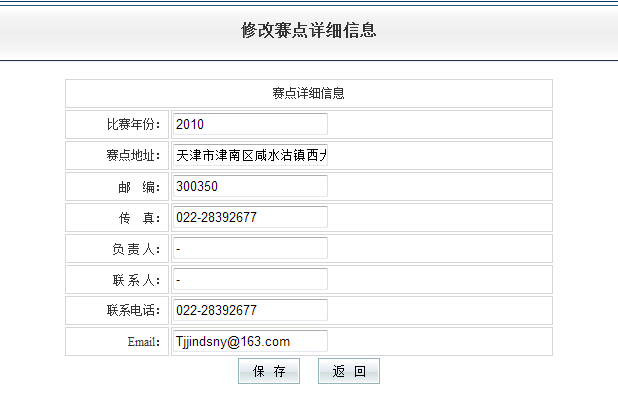 修改赛点详细信息
赛点详细信息
比赛年份: 2010
赛点地址: 天津市津南区咸水沽镇西
邮 编: 300350
传 真: 022-28392677
负 责 人: -
联 系 人: -
联系电话: 022-28392677
Email: Tjjindsny@163.com
保 存 返 回